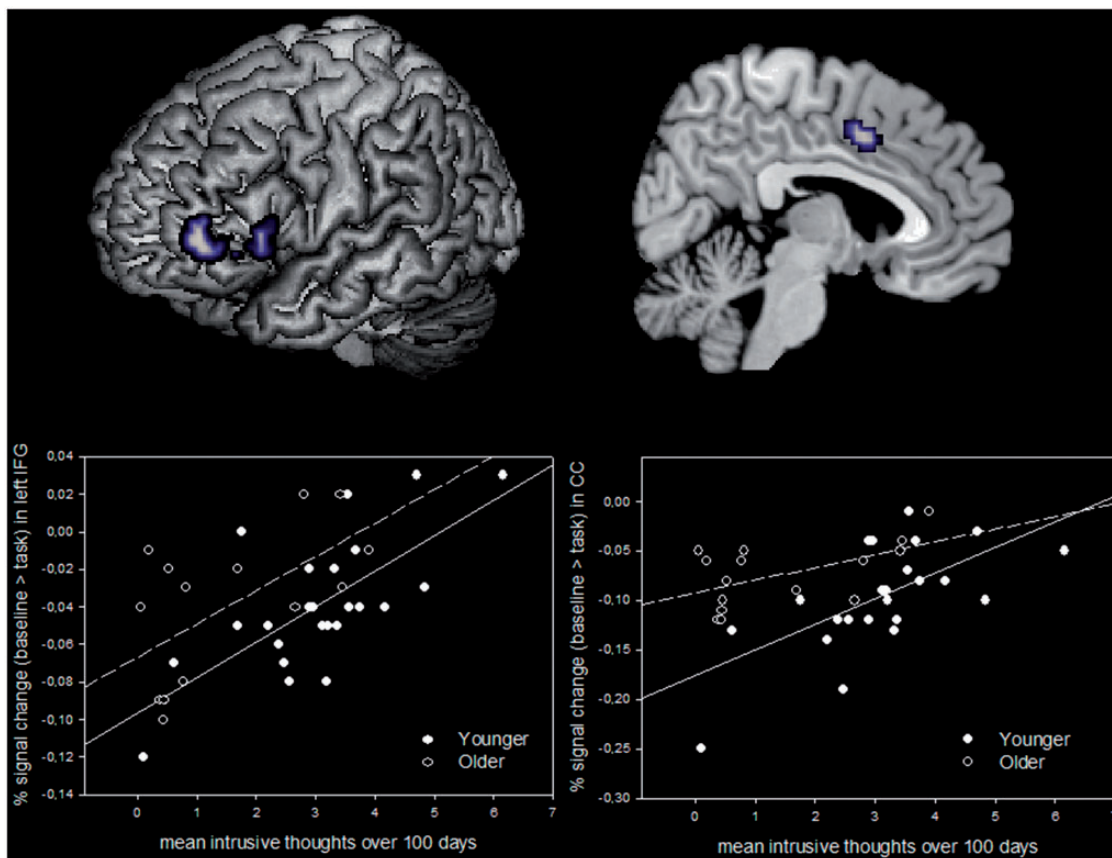 % signal change (baseline > task) in left IFG
0,04
0,02
0,00
-0,02
-0,04
-0,06
-0,08
-0,10
-0,12
-0,14
Younger
Older
0 1 2 3 4 5 6 7
mean intrusive thoughts over 100 days
% signal change (baseline > task) in CC
0,00
-0,05
-0,10
-0,15
-0,20
-0,25
-0,30
Younger
Older
0 1 2 3 4 5 6 7
mean intrusive thoughts over 100 days